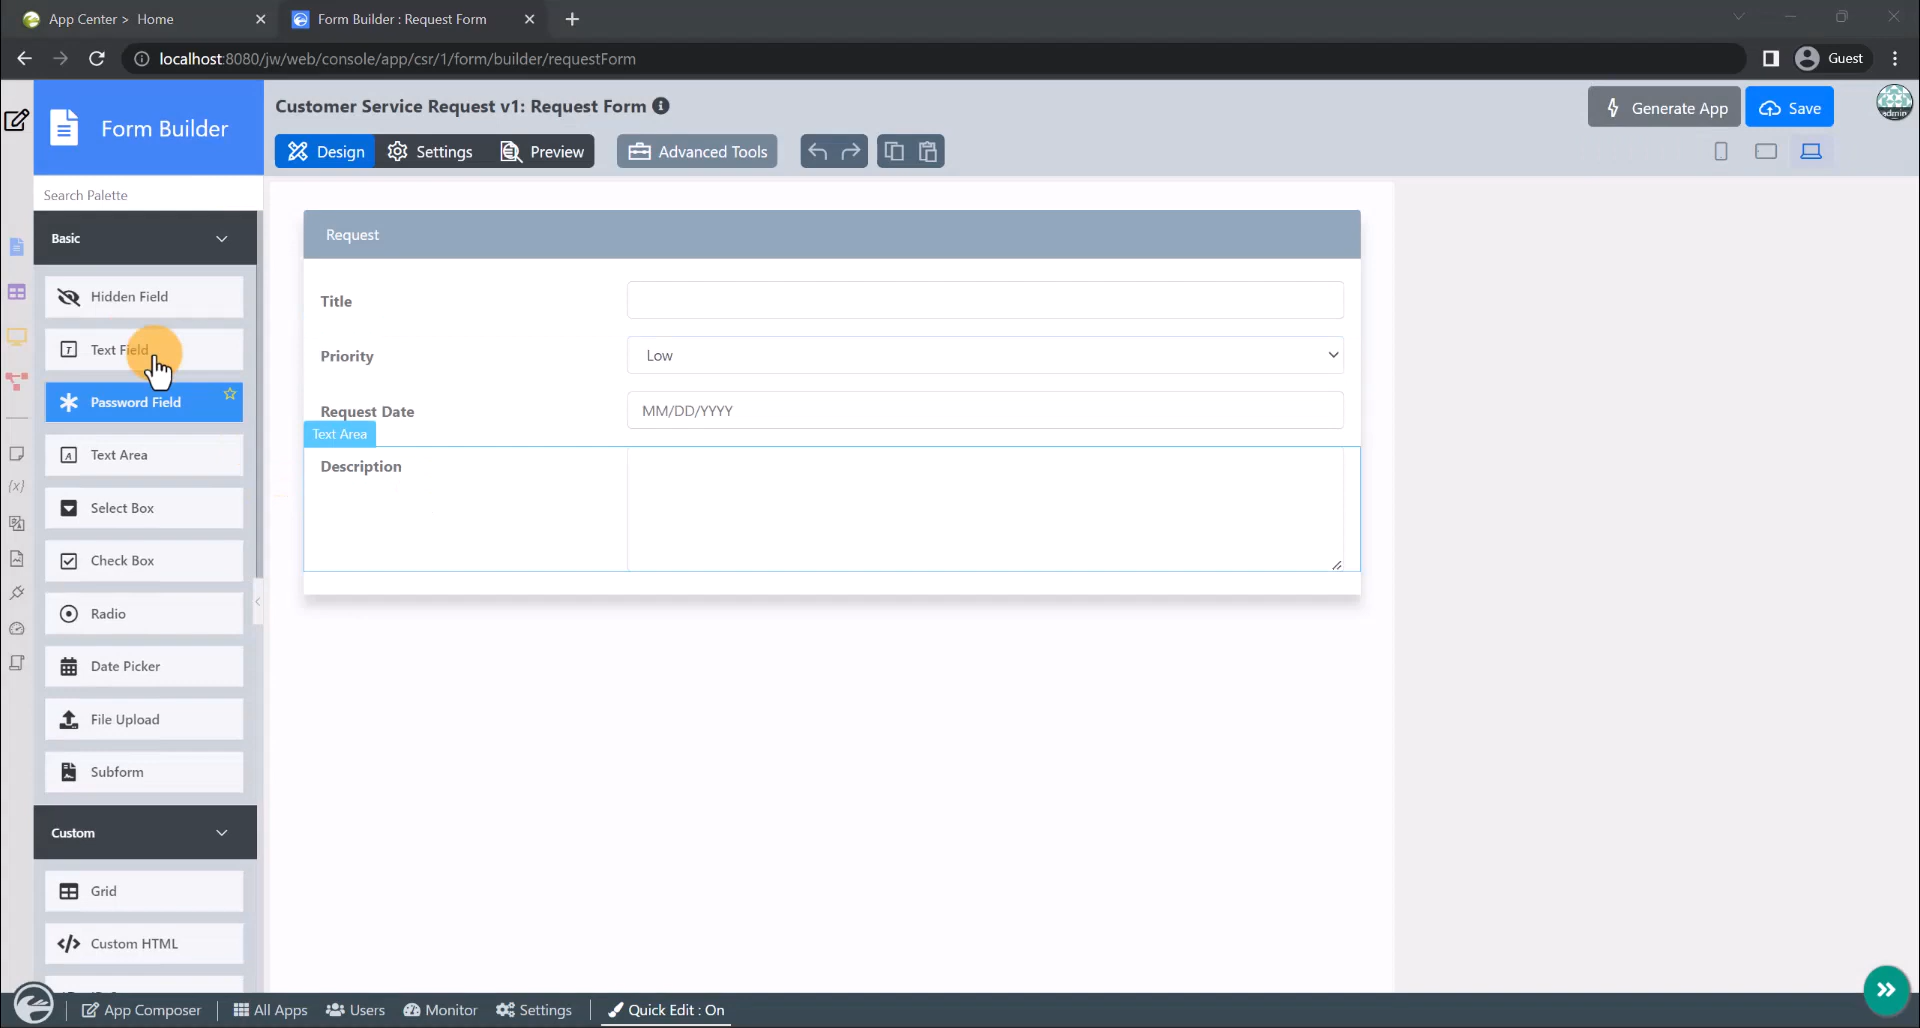 App Center > Home
Form Builder : Request Form
localhost:8080/jw/web/console/app/csr/1/form/builder/requestForm
Guest
Form Builder
Customer Service Request v1: Request Form
Generate App
Save
admin
Design
Settings
Preview
Advanced Tools
Search Palette
Basic
Hidden Field
Text Field
Password Field
Text Area
Select Box
Check Box
Radio
Date Picker
File Upload
Subform
Custom
Grid
Custom HTML
Request
Title
Priority
Low
Request Date
MM/DD/YYYY
Text Area
Description
App Composer
All Apps
Users
Monitor
Settings
Quick Edit : On